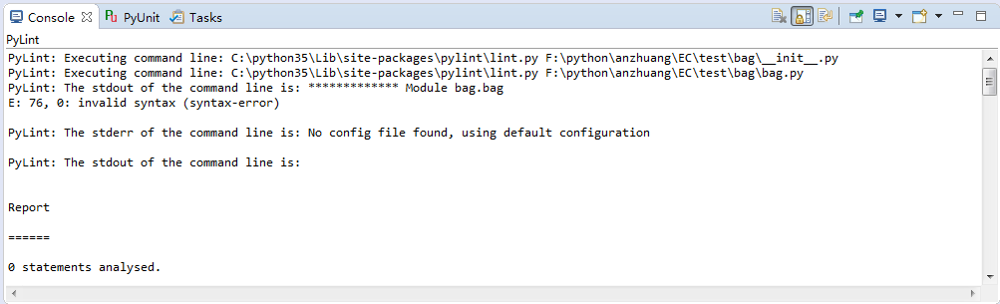 Console PyUnit Tasks
PyLint
PyLint: Executing command line: C:\python35\Lib\site-packages\pylint\lint.py F:\python\anzhuang\EC\test\bag\__init__.py
PyLint: Executing command line: C:\python35\Lib\site-packages\pylint\lint.py F:\python\anzhuang\EC\test\bag\bag.py
PyLint: The stdout of the command line is: ************* Module bag.bag
E: 76, 0: invalid syntax (syntax-error)
PyLint: The stderr of the command line is: No config file found, using default configuration
PyLint: The stdout of the command line is:
Report
======
0 statements analysed.